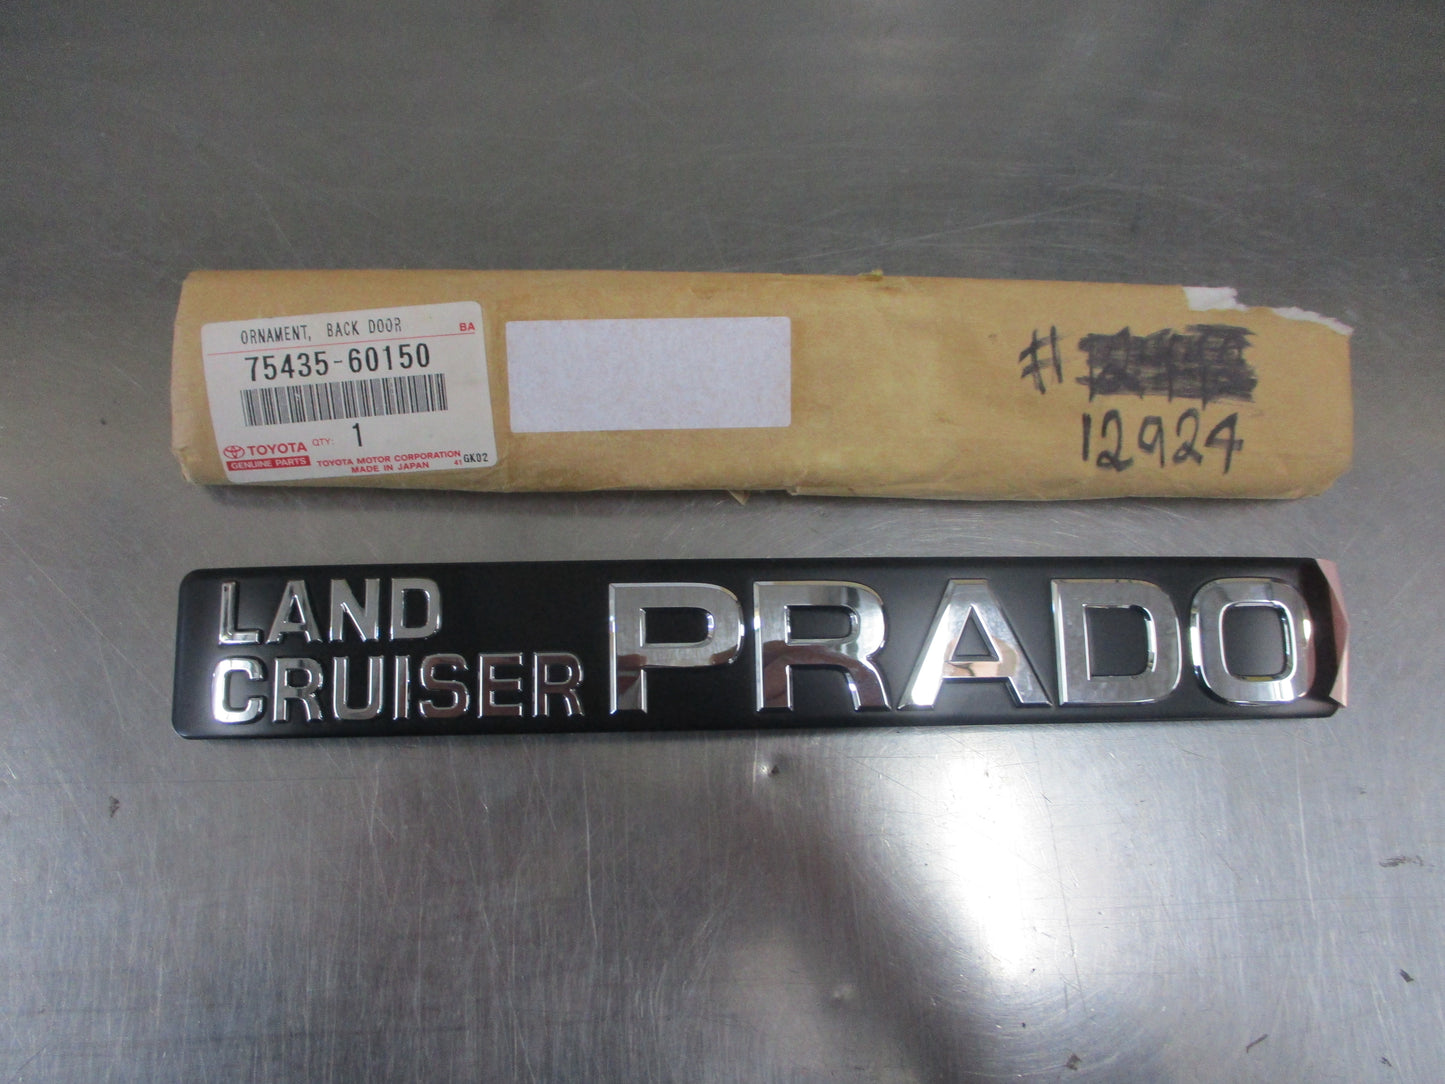 ORNAMENT, BACK DOOR BA
75435-60150
TOYOTA QTY: 1
GENUINE PARTS
TOYOTA MOTOR CORPORATION
MADE IN JAPAN 41 GK02
#
12924
LAND
CRUISER
PRADO